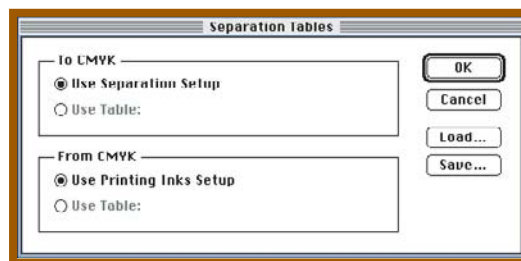 Separation Tables
To CMYK
Use Separation Setup
Use Table:
From CMYK
Use Printing Inks Setup
Use Table:
OK
Cancel
Load...
Save...